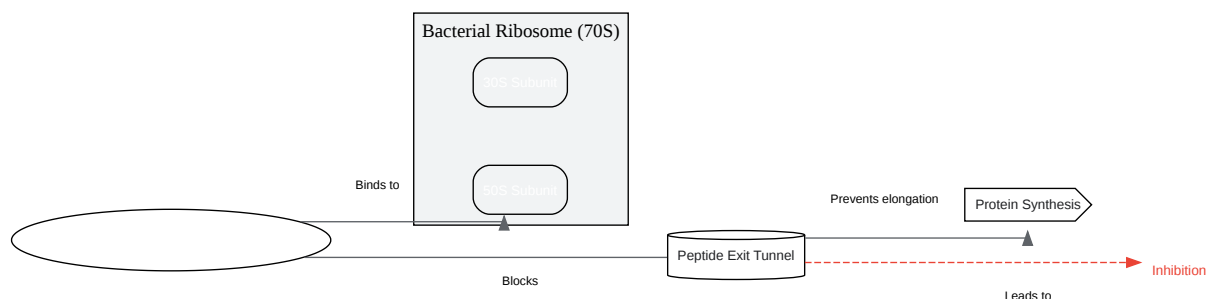 Bacterial Ribosome (70S)
30S Subunit
Binds to
50S Subunit
Prevents elongation
Protein Synthesis
Peptide Exit Tunnel
Blocks
Inhibition
Leads to